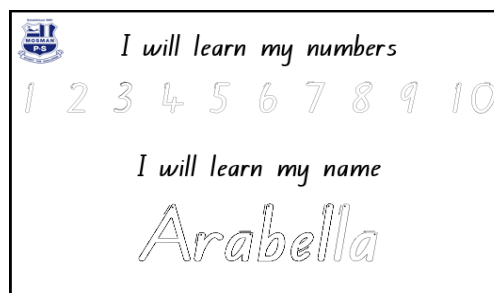 MOSMAN
P·S
I will learn my numbers
1 2 3 4 5 6 7 8 9 10
I will learn my name
Arabella